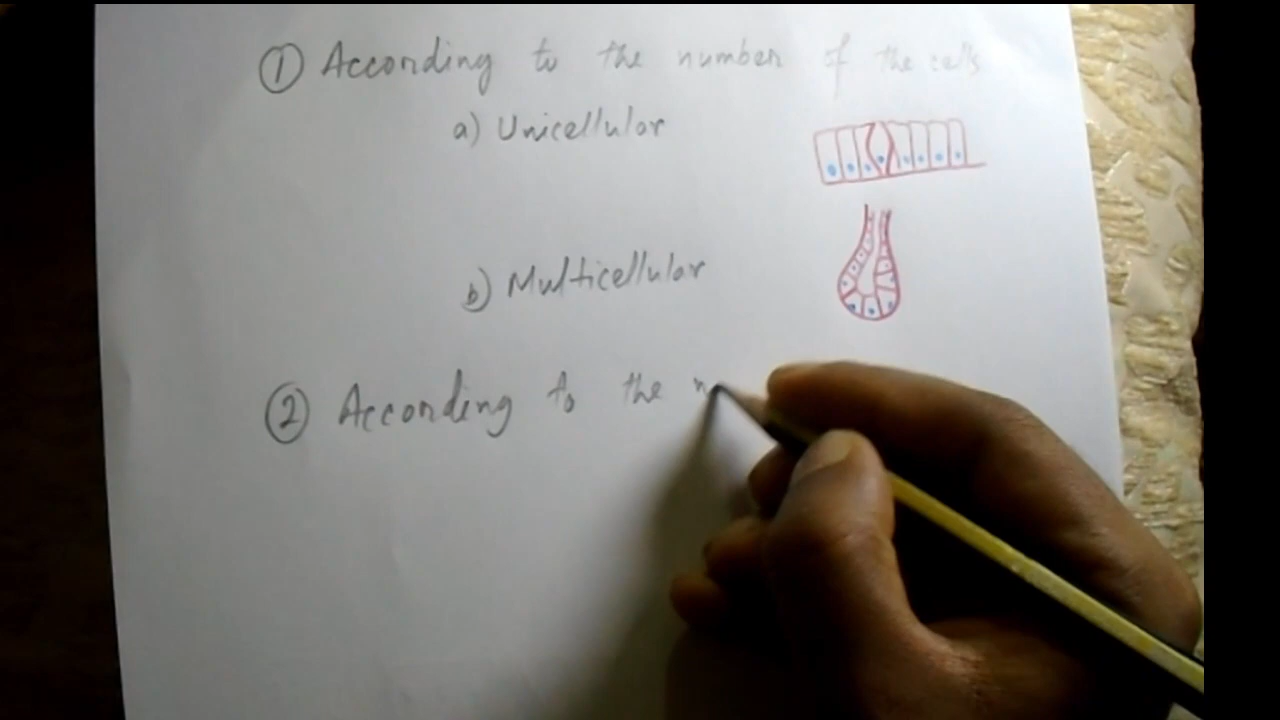 ① According to the number of the cells
a) Unicellular
b) Multicellular
② According to the